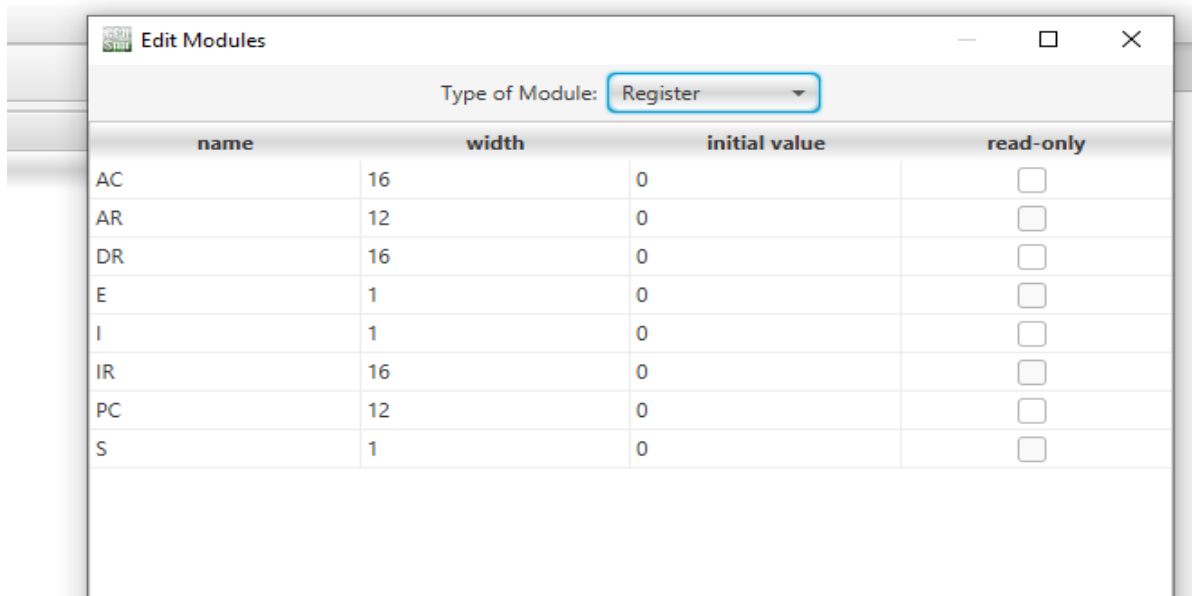 Edit Modules
Type of Module: Register
name width initial value read-only
AC 16 0
AR 12 0
DR 16 0
E 1 0
I 1 0
IR 16 0
PC 12 0
S 1 0